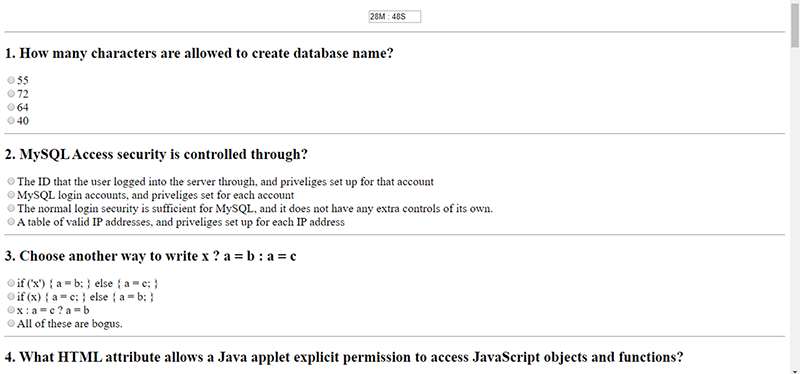 28M : 48S
1. How many characters are allowed to create database name?
55
72
64
40
2. MySQL Access security is controlled through?
The ID that the user logged into the server through, and priveliges set up for that account
MySQL login accounts, and priveliges set for each account
The normal login security is sufficient for MySQL, and it does not have any extra controls of its own.
A table of valid IP addresses, and priveliges set up for each IP address
3. Choose another way to write x ? a = b : a = c
if ('x') { a = b; } else { a = c; }
if (x) { a = c; } else { a = b; }
x : a = c ? a = b
All of these are bogus.
4. What HTML attribute allows a Java applet explicit permission to access JavaScript objects and functions?